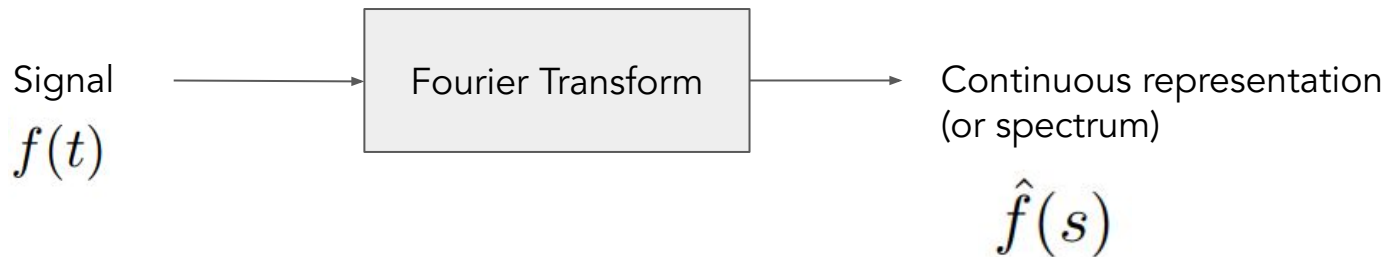 Signal
f(t)
Fourier Transform
Continuous representation
(or spectrum)
f̂(s)